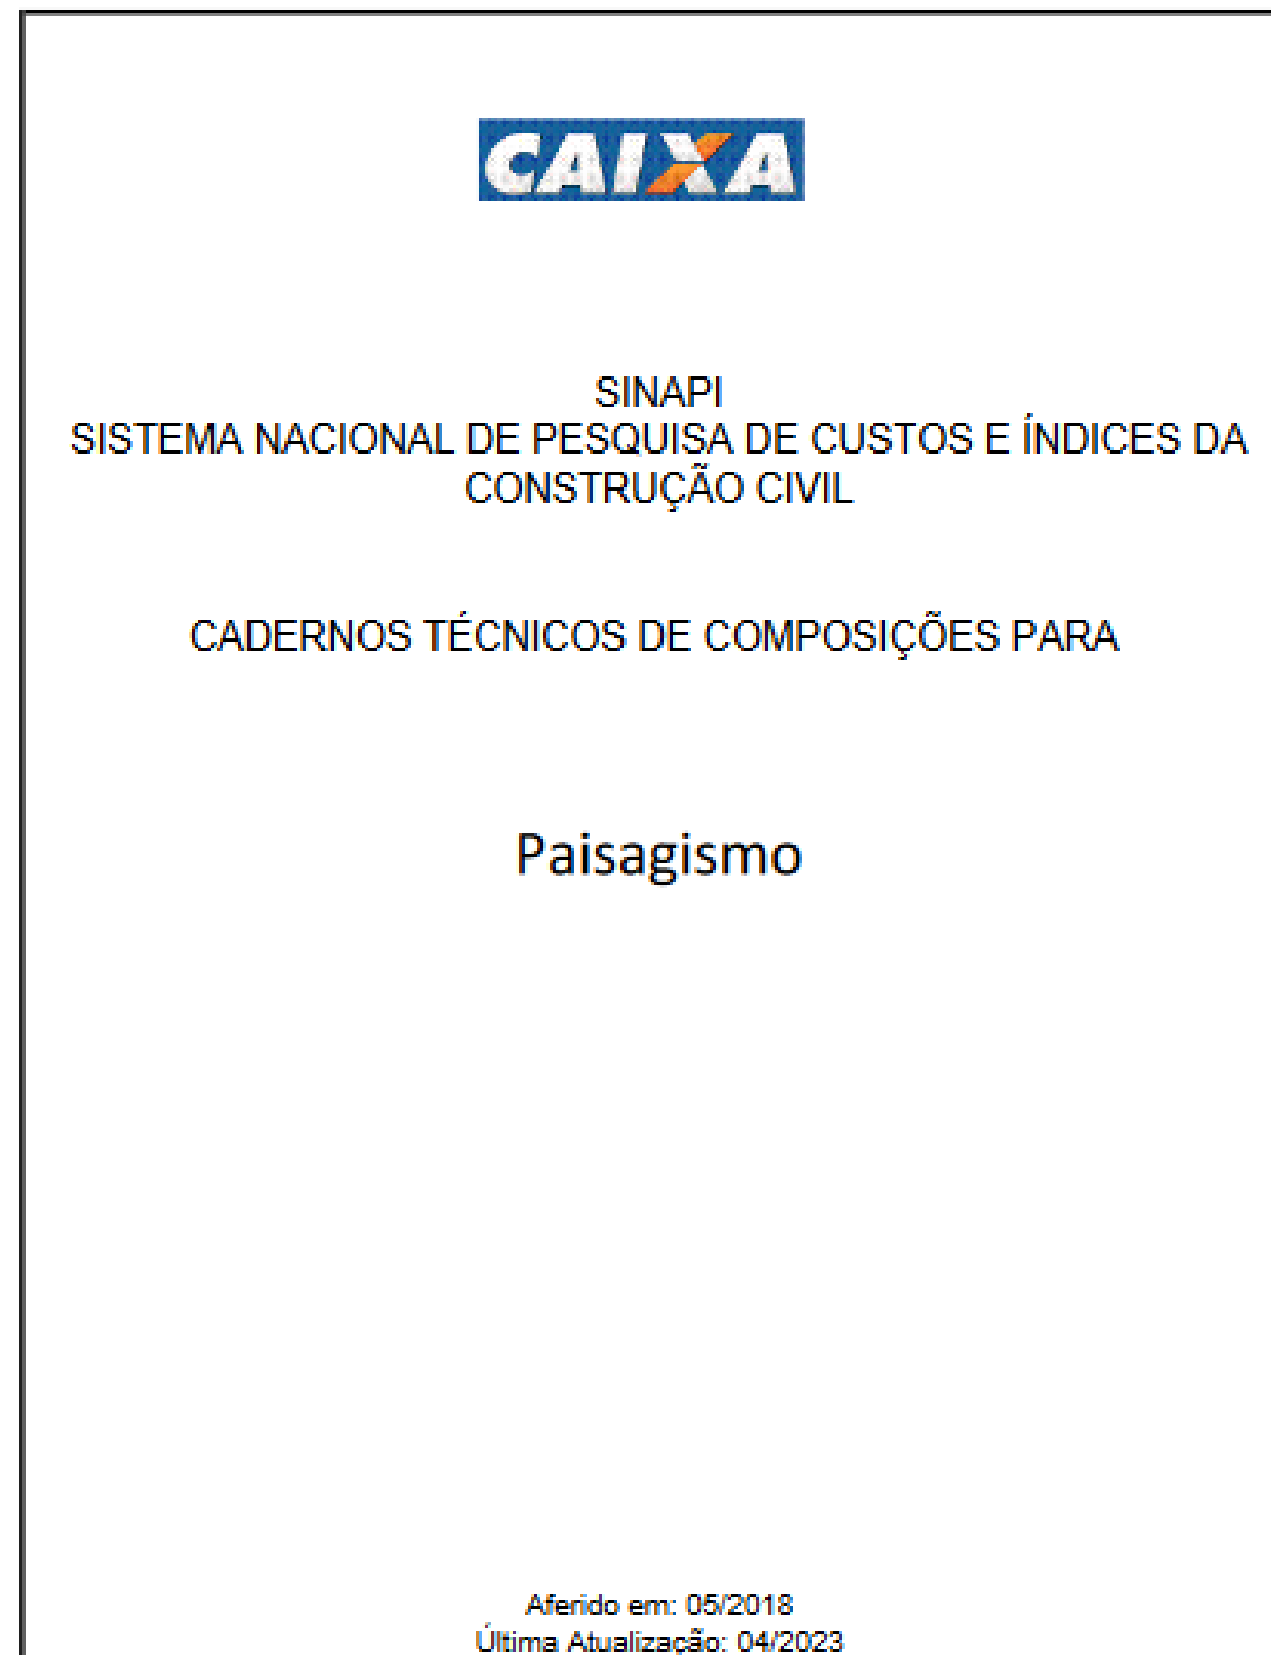 CAIXA
SINAPI
SISTEMA NACIONAL DE PESQUISA DE CUSTOS E ÍNDICES DA
CONSTRUÇÃO CIVIL
CADERNOS TÉCNICOS DE COMPOSIÇÕES PARA
Paisagismo
Aferido em: 05/2018
Última Atualização: 04/2023